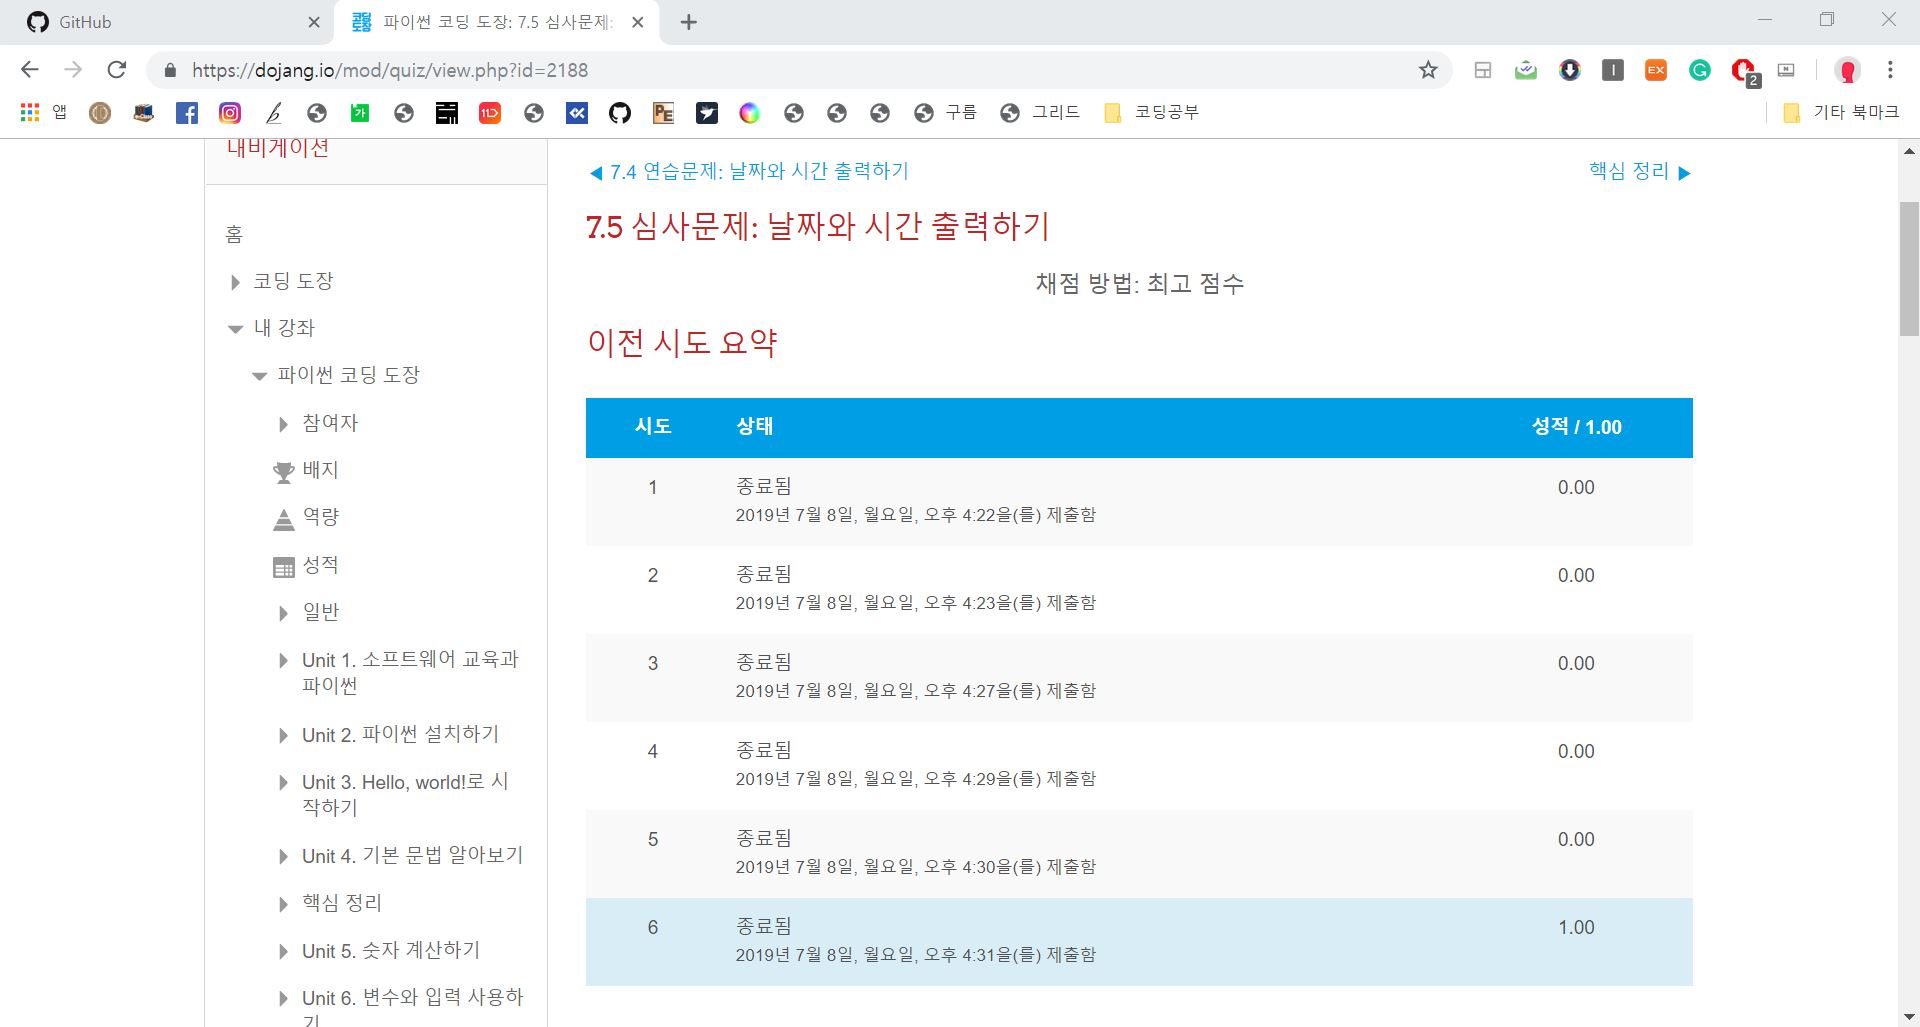 GitHub
파이썬 코딩 도장: 7.5 심사문제:
https://dojang.io/mod/quiz/view.php?id=2188
2
앱
구름
그리드
코딩공부
기타 북마크
내비게이션
홈
코딩 도장
내 강좌
파이썬 코딩 도장
참여자
배지
역량
성적
일반
Unit 1. 소프트웨어 교육과
파이썬
Unit 2. 파이썬 설치하기
Unit 3. Hello, world!로 시
작하기
Unit 4. 기본 문법 알아보기
핵심 정리
Unit 5. 숫자 계산하기
Unit 6. 변수와 입력 사용하
기
◀ 7.4 연습문제: 날짜와 시간 출력하기
핵심 정리 ▶
7.5 심사문제: 날짜와 시간 출력하기
채점 방법: 최고 점수
이전 시도 요약
시도 상태 성적 / 1.00
1 종료됨 0.00
2019년 7월 8일, 월요일, 오후 4:22을(를) 제출함
2 종료됨 0.00
2019년 7월 8일, 월요일, 오후 4:23을(를) 제출함
3 종료됨 0.00
2019년 7월 8일, 월요일, 오후 4:27을(를) 제출함
4 종료됨 0.00
2019년 7월 8일, 월요일, 오후 4:29을(를) 제출함
5 종료됨 0.00
2019년 7월 8일, 월요일, 오후 4:30을(를) 제출함
6 종료됨 1.00
2019년 7월 8일, 월요일, 오후 4:31을(를) 제출함